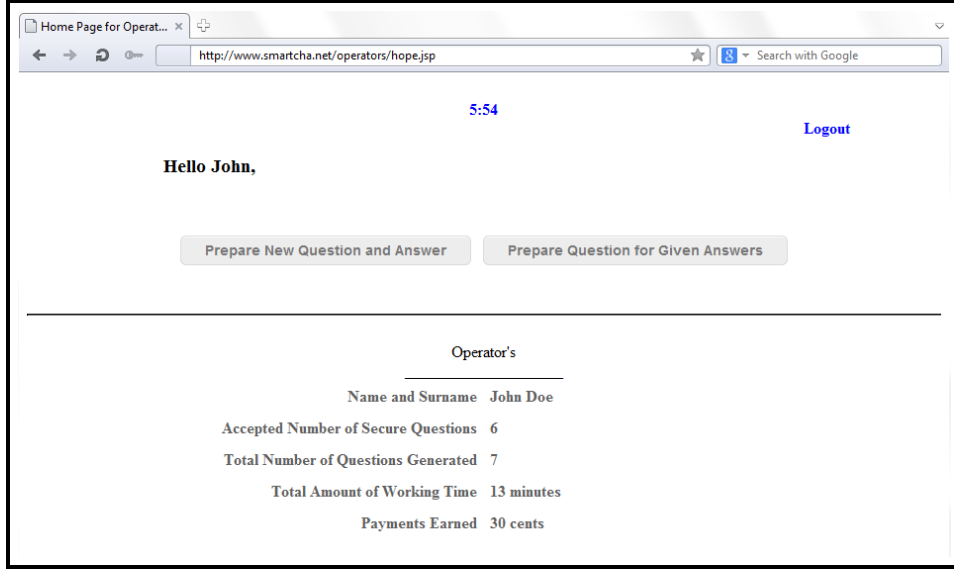 Home Page for Operat...
http://www.smartcha.net/operators/hope.jsp
8 Search with Google
5:54
Logout
Hello John,
Prepare New Question and Answer
Prepare Question for Given Answers
Operator's
Name and Surname John Doe
Accepted Number of Secure Questions 6
Total Number of Questions Generated 7
Total Amount of Working Time 13 minutes
Payments Earned 30 cents